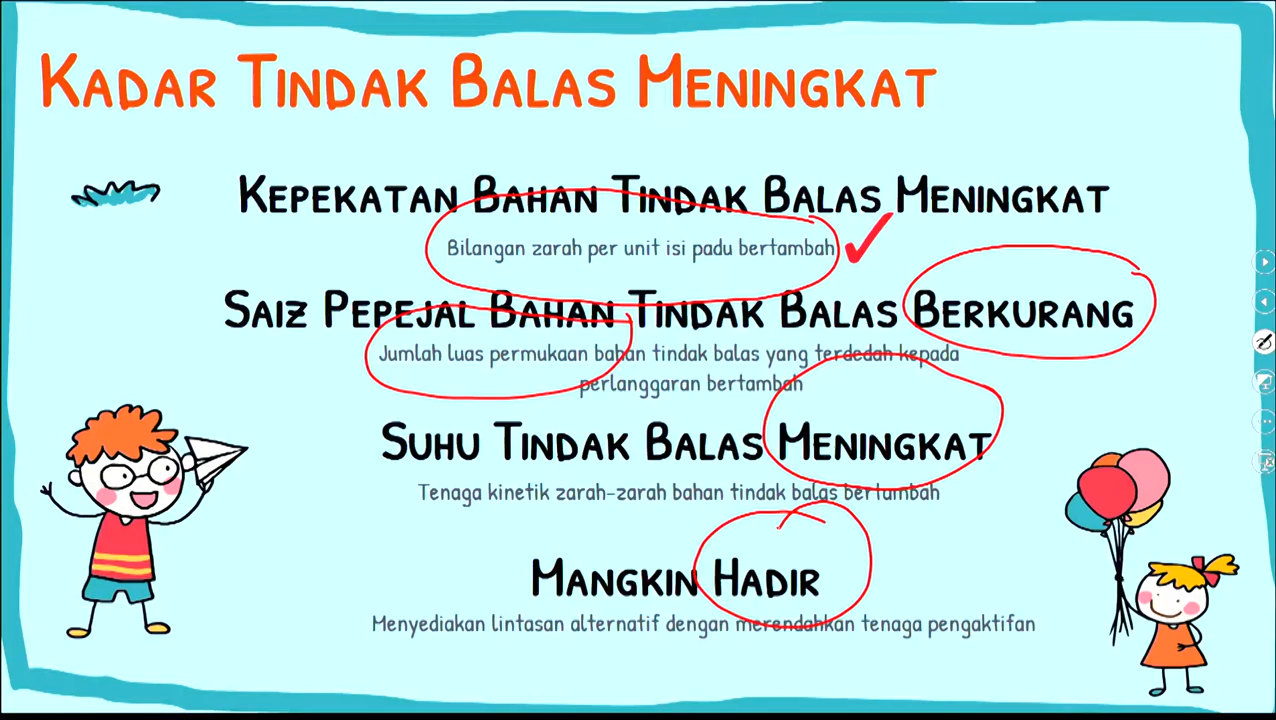 KADAR TINDAK BALAS MENINGKAT
KEPEKATAN BAHAN TINDAK BALAS MENINGKAT
Bilangan zarah per unit isi padu bertambah
SAIZ PEPEJAL BAHAN TINDAK BALAS BERKURANG
Jumlah luas permukaan bahan tindak balas yang terdedah kepada
perlanggaran bertambah
SUHU TINDAK BALAS MENINGKAT
Tenaga kinetik zarah-zarah bahan tindak balas bertambah
MANGKIN HADIR
Menyediakan lintasan alternatif dengan merendahkan tenaga pengaktifan